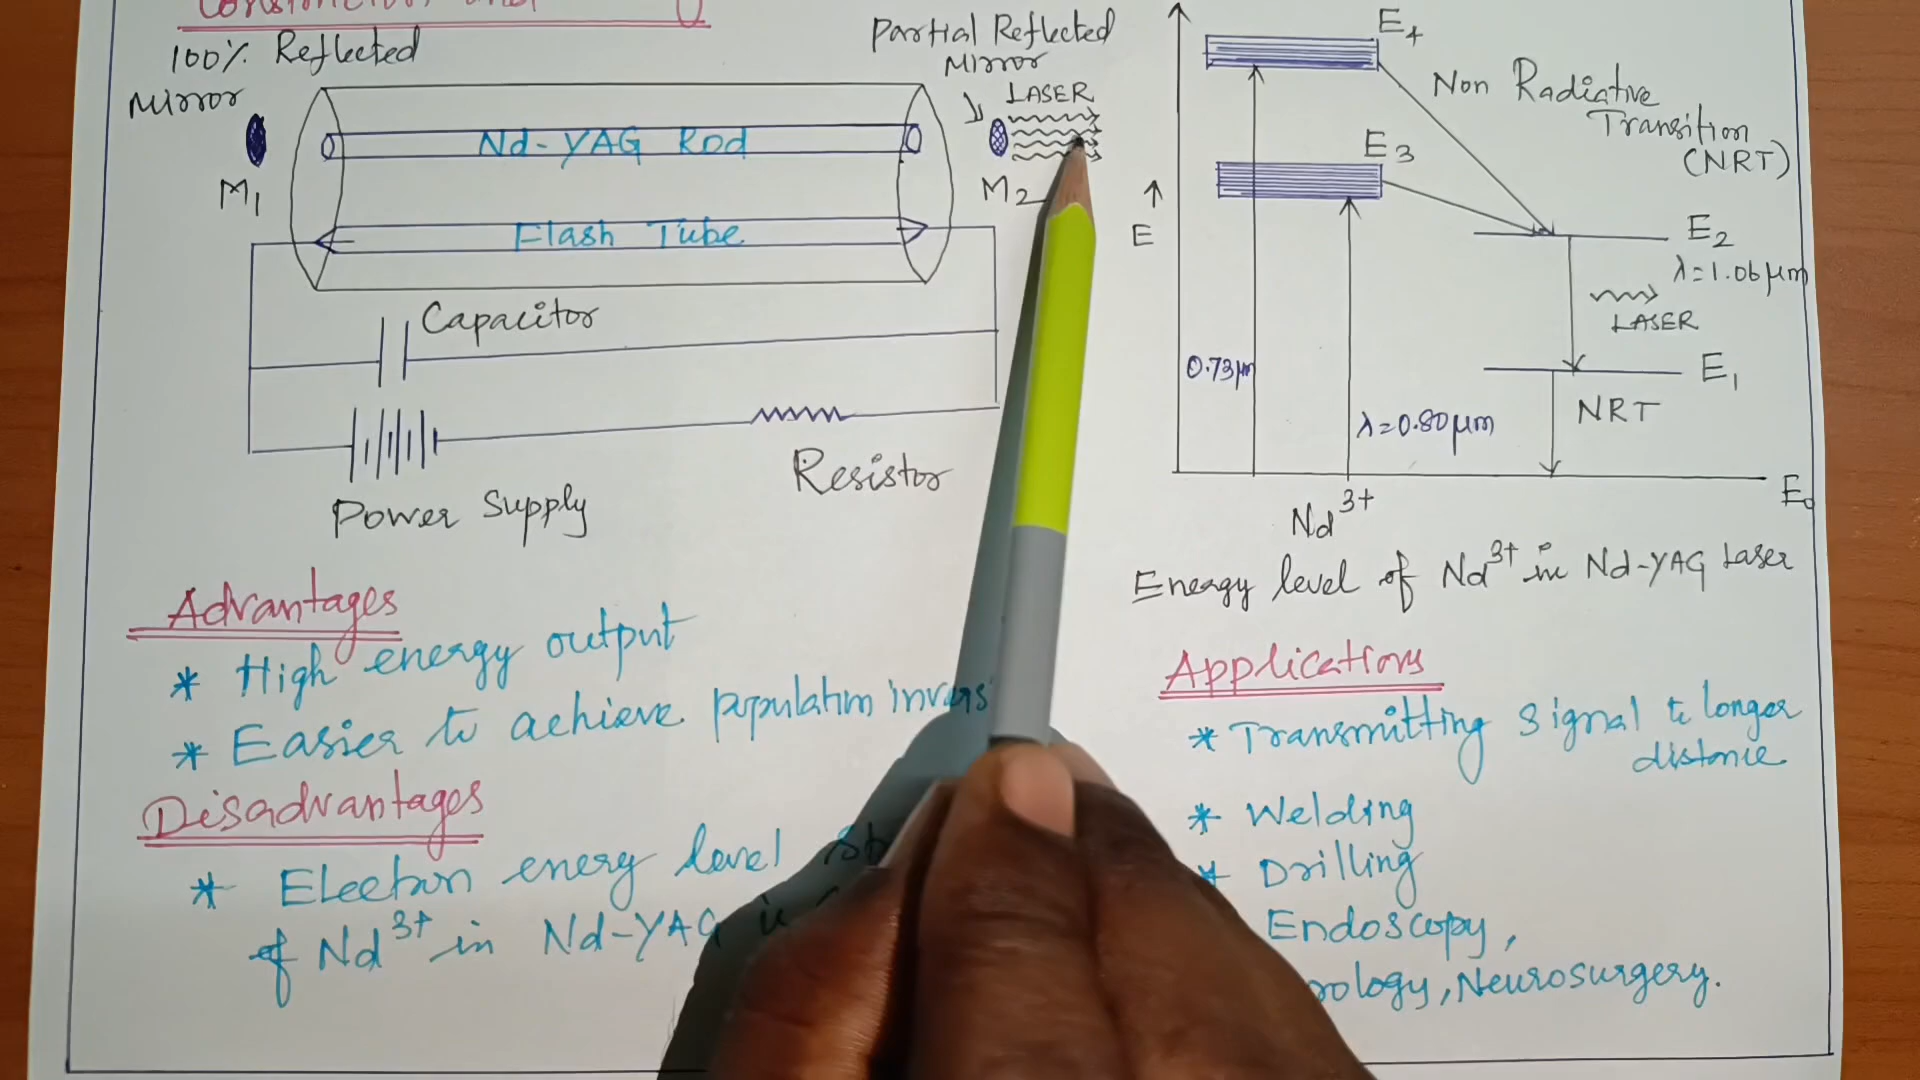 100% Reflected
Mirror
M1
Nd-YAG Rod
Flash Tube
Partial Reflected
Mirror
LASER
M2
Capacitor
Power Supply
Resistor
E
E4
E3
Non Radiative
Transition
(NRT)
E2
λ=1.06μm
LASER
E1
NRT
0.73μm
λ=0.80μm
E0
Nd3+
Energy level of Nd3+ in Nd-YAG Laser
Advantages
* High energy output
* Easier to achieve population invers
Disadvantages
* Electron energy level
of Nd3+ in Nd-YAG
Applications
* Transmitting signal to longer
distance
* Welding
* Drilling
Endoscopy,
rology, Neurosurgery.